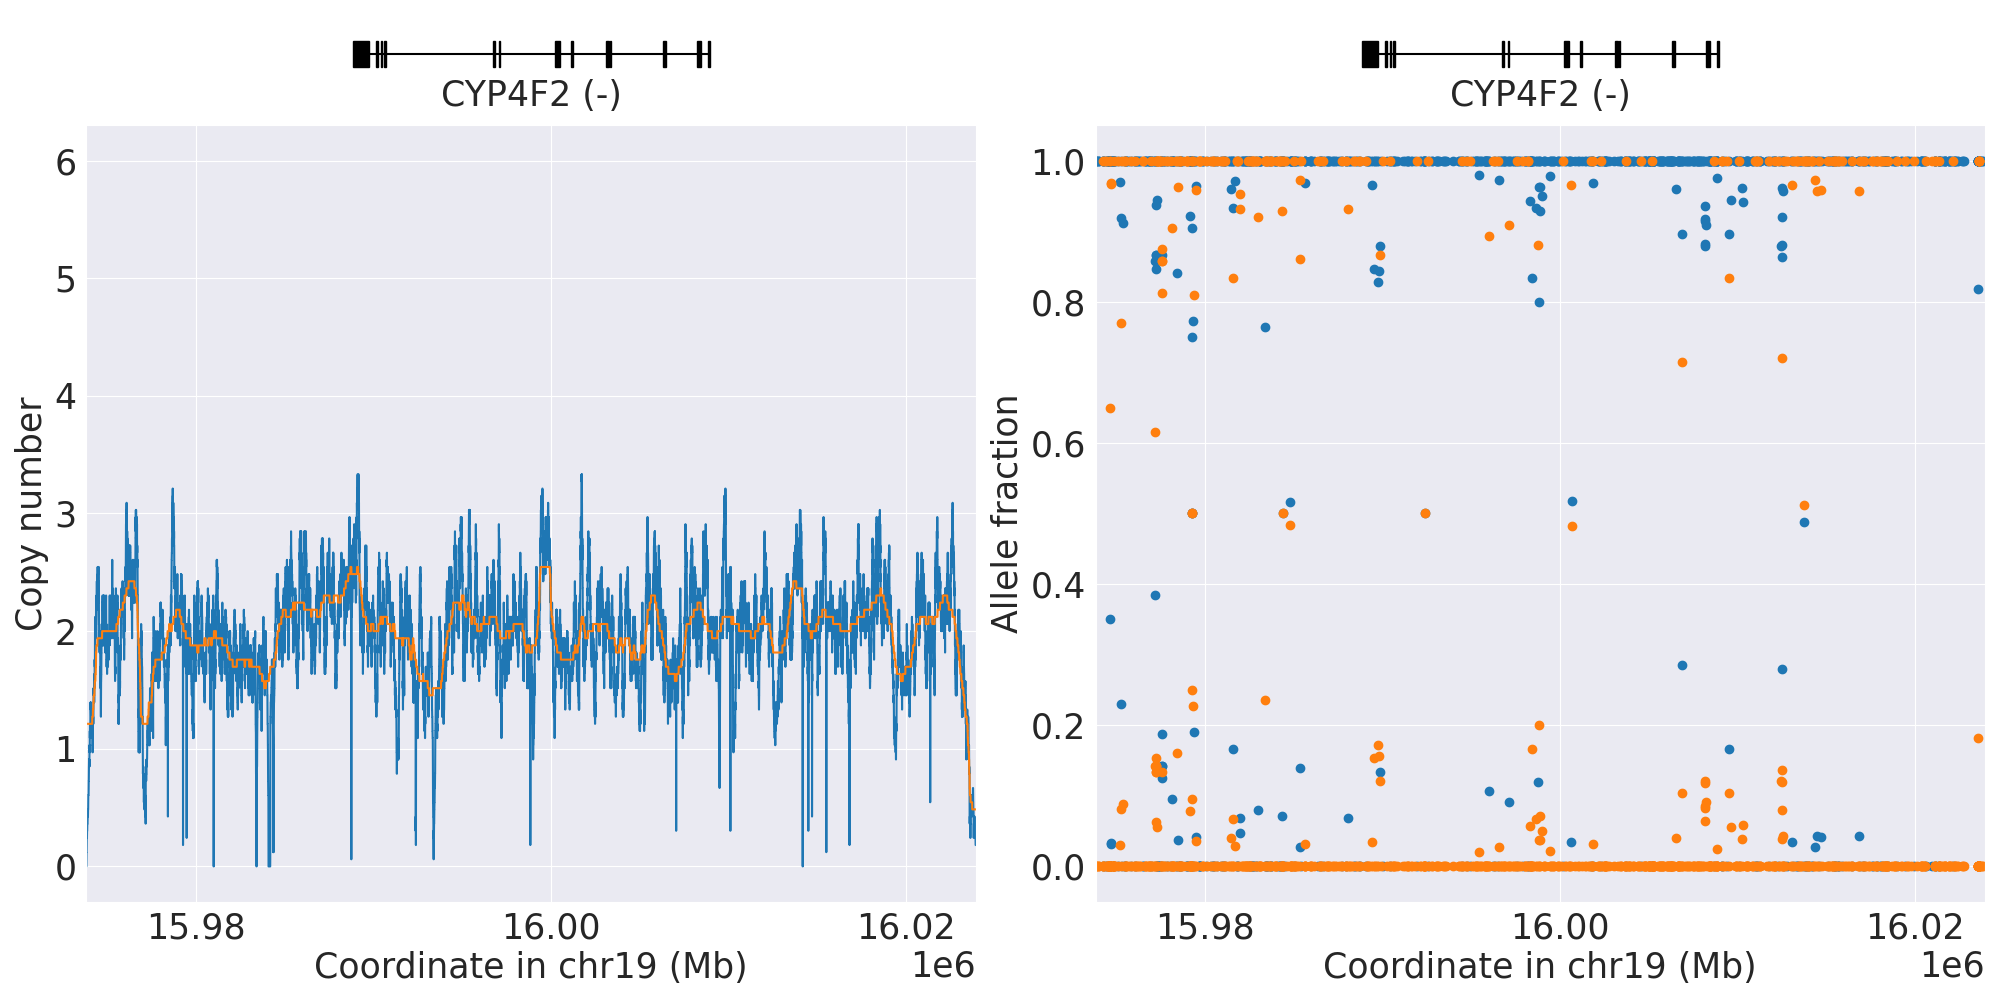 CYP4F2 (-)
6
5
4
3
2
1
0
Copy number
15.98
16.00
16.02
Coordinate in chr19 (Mb)
1e6
CYP4F2 (-)
1.0
0.8
0.6
0.4
0.2
0.0
Allele fraction
15.98
16.00
16.02
Coordinate in chr19 (Mb)
1e6